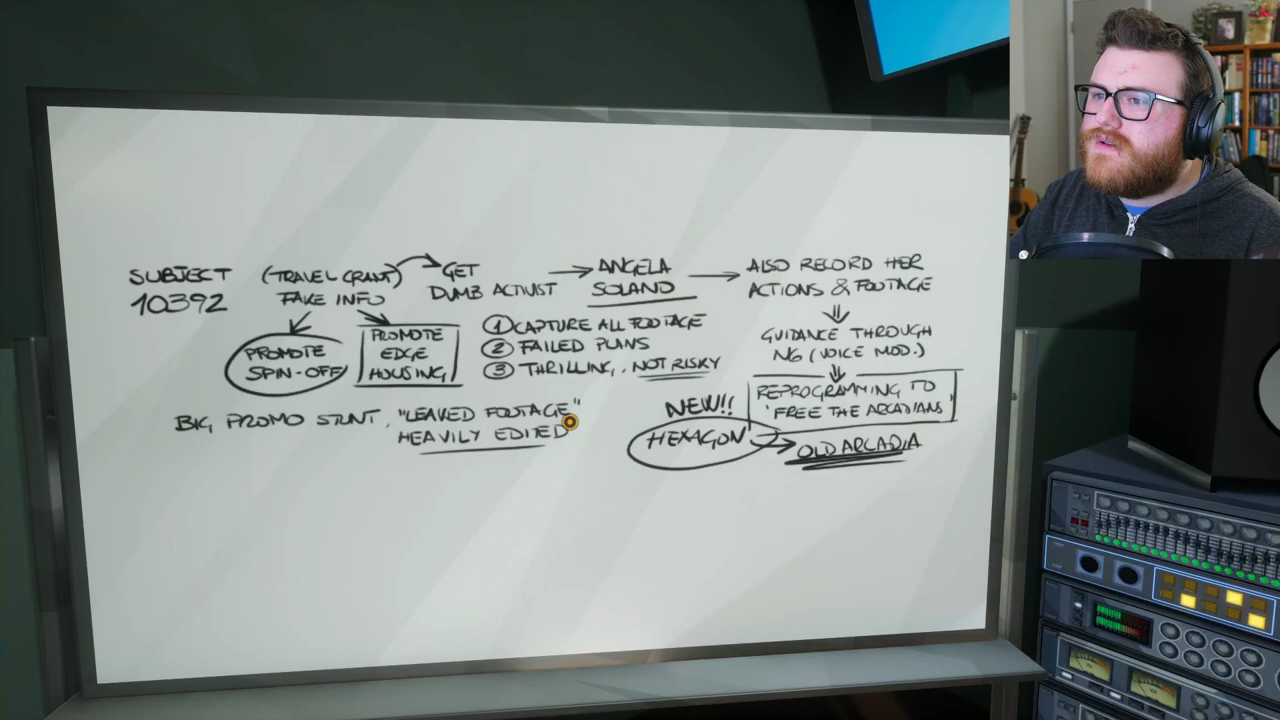 SUBJECT
10392
(TRAVEL GRANT)
FAKE INFO
GET
DUMB ACTIVIST
ANGELA
SOLANO
ALSO RECORD HER
ACTIONS & FOOTAGE
PROMOTE
SPIN-OFF
PROMOTE
EDGE
HOUSING
① CAPTURE ALL FOOTAGE
② FAILED PLANS
③ THRILLING, NOT RISKY
GUIDANCE THROUGH
NG (VOICE MOD.)
REPROGRAMMING TO
'FREE THE ARCADIANS'
BIG PROMO STUNT, "LEAKED FOOTAGE"
HEAVILY EDITED
NEW!!
HEXAGON
OLD ARCADIA